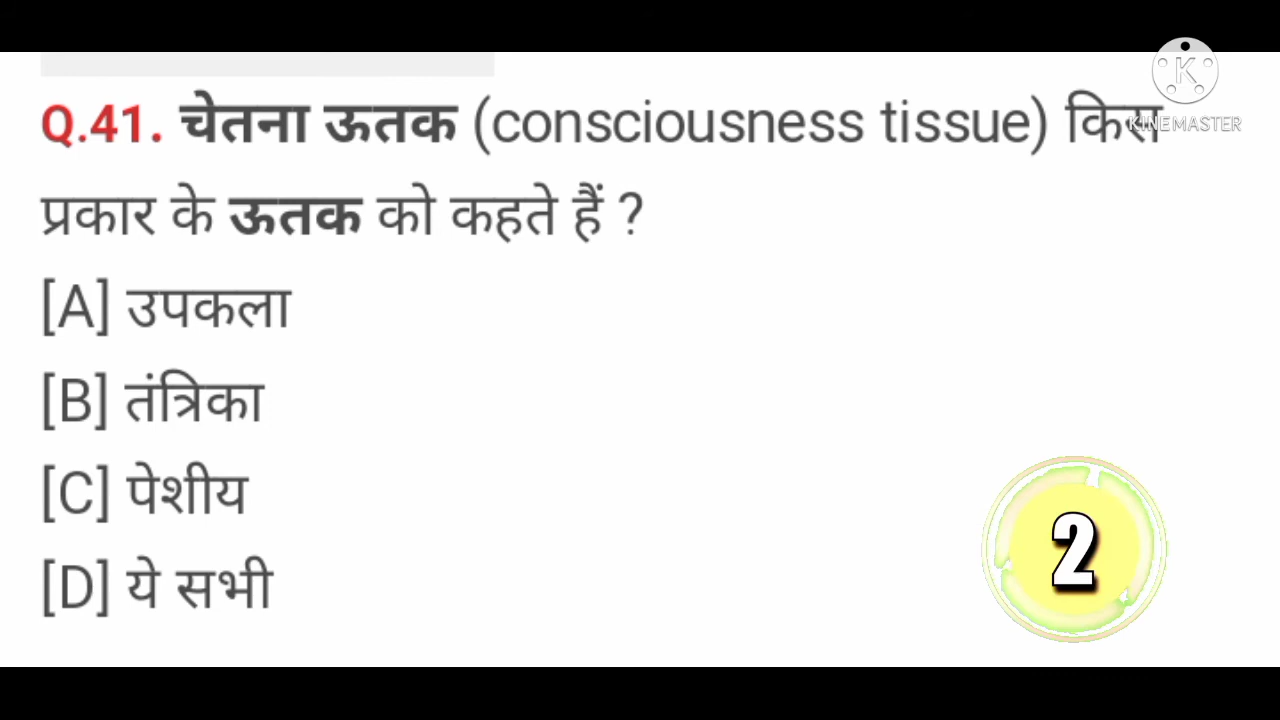 Q.41. चेतना ऊतक (consciousness tissue) किस
प्रकार के ऊतक को कहते हैं ?
[A] उपकला
[B] तंत्रिका
[C] पेशीय
[D] ये सभी
2
K
KINEMASTER